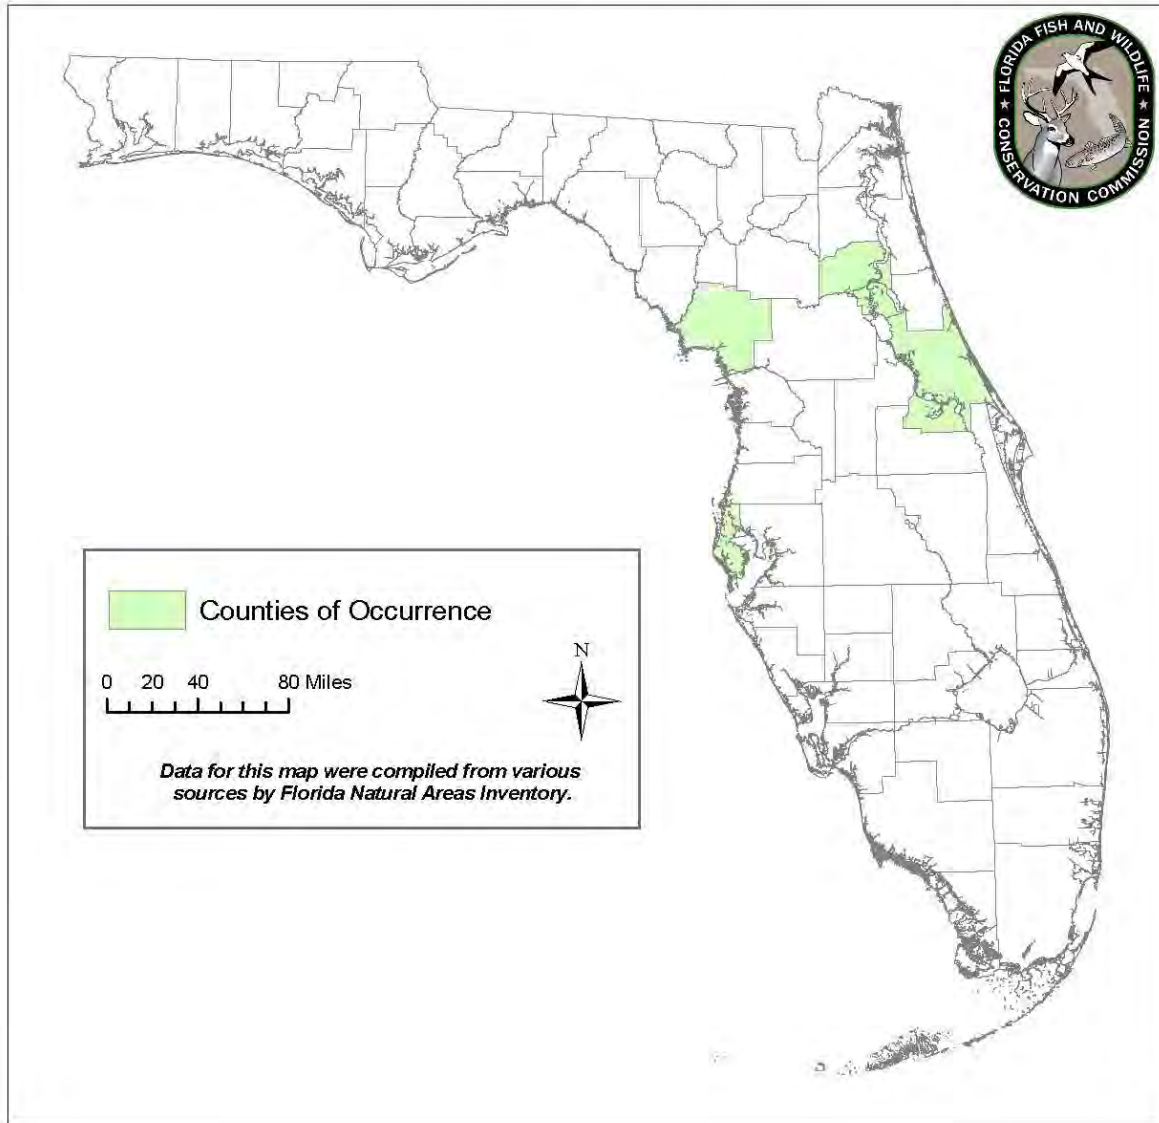 ★ FLORIDA FISH AND WILDLIFE ★
CONSERVATION COMMISSION
Counties of Occurrence
N
0 20 40 80 Miles
Data for this map were compiled from various
sources by Florida Natural Areas Inventory.